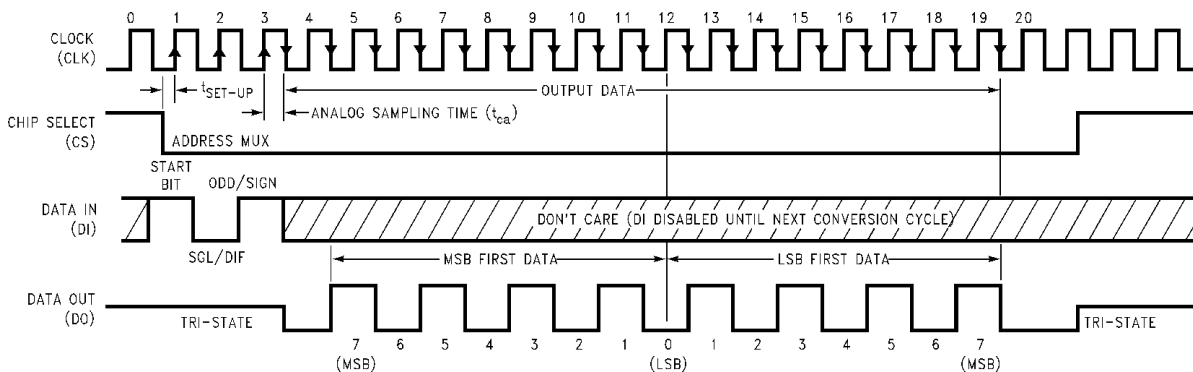 0 1 2 3 4 5 6 7 8 9 10 11 12 13 14 15 16 17 18 19 20
CLOCK
(CLK)
tSET-UP
OUTPUT DATA
ANALOG SAMPLING TIME (tca)
CHIP SELECT
(CS)
ADDRESS MUX
START
BIT
ODD/SIGN
DATA IN
(DI)
DON'T CARE (DI DISABLED UNTIL NEXT CONVERSION CYCLE)
SGL/DIF
MSB FIRST DATA
LSB FIRST DATA
DATA OUT
(DO)
TRI-STATE
TRI-STATE
7 6 5 4 3 2 1 0 1 2 3 4 5 6 7
(MSB) (LSB) (MSB)